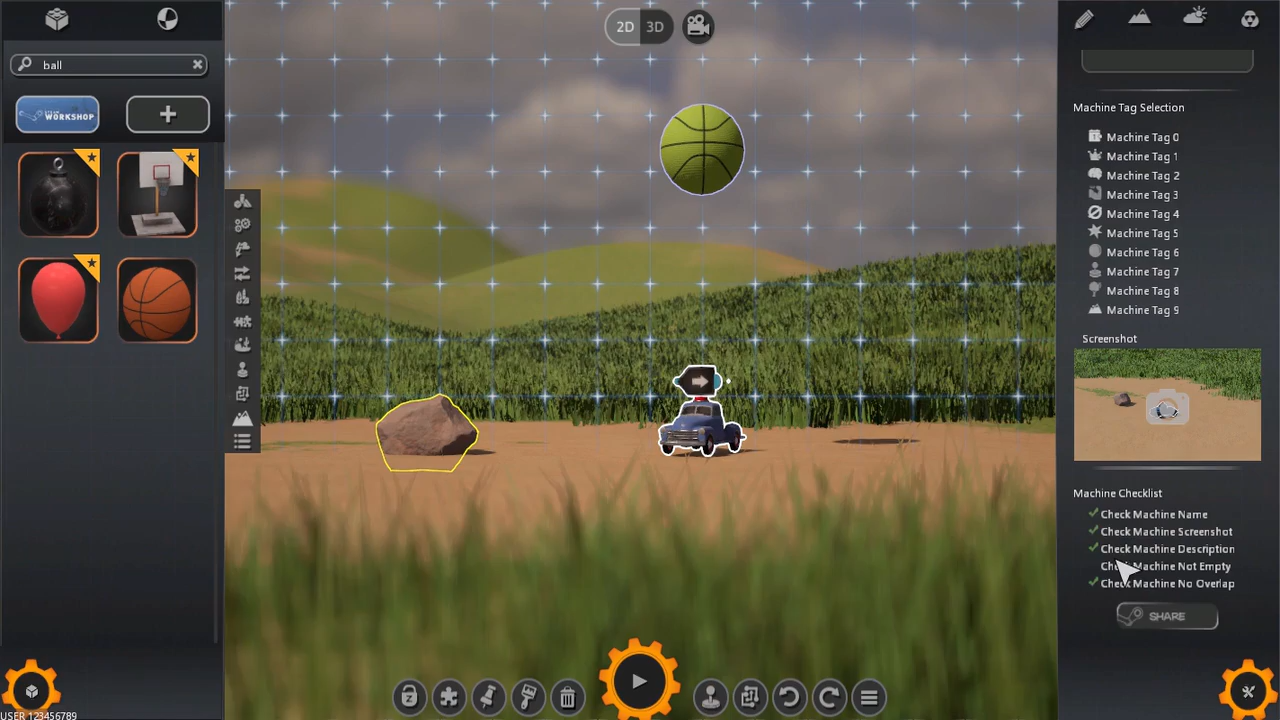 2D 3D
ball
WORKSHOP
Machine Tag Selection
Machine Tag 0
Machine Tag 1
Machine Tag 2
Machine Tag 3
Machine Tag 4
Machine Tag 5
Machine Tag 6
Machine Tag 7
Machine Tag 8
Machine Tag 9
Screenshot
Machine Checklist
Check Machine Name
Check Machine Screenshot
Check Machine Description
Machine Not Empty
Check Machine No Overlap
SHARE
USER 123456789